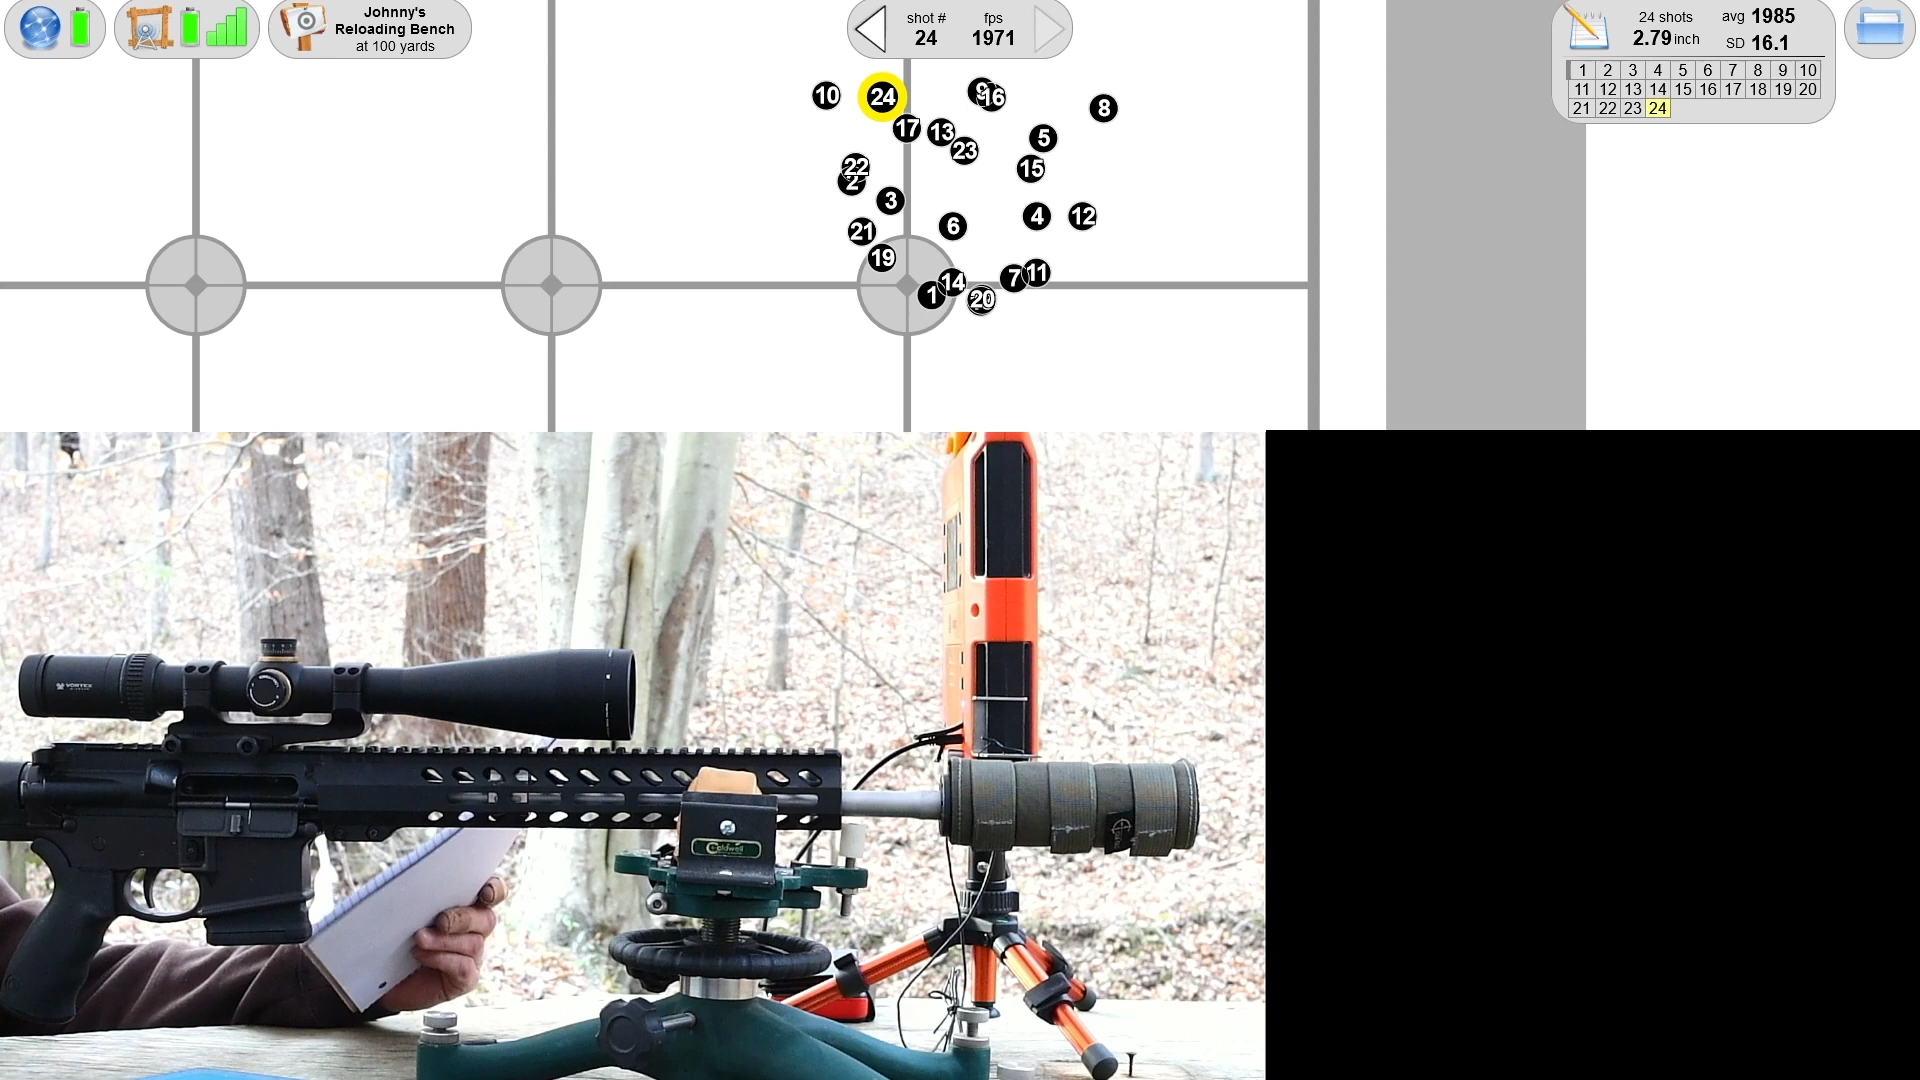 Johnny's
Reloading Bench
at 100 yards
shot #
24
fps
1971
24 shots
2.79 inch
avg 1985
SD 16.1
1 2 3 4 5 6 7 8 9 10
11 12 13 14 15 16 17 18 19 20
21 22 23 24
10
24
9
16
8
17
13
5
23
22
15
2
3
4
12
6
21
19
11
7
14
1
20
VORTEX
Caldwell